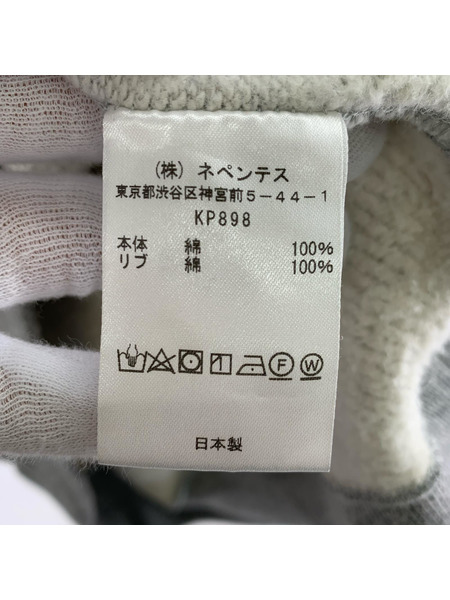 (株) ネペンテス
東京都渋谷区神宮前5-44-1
KP898
本体 綿 100%
リブ 綿 100%
F W
日本製